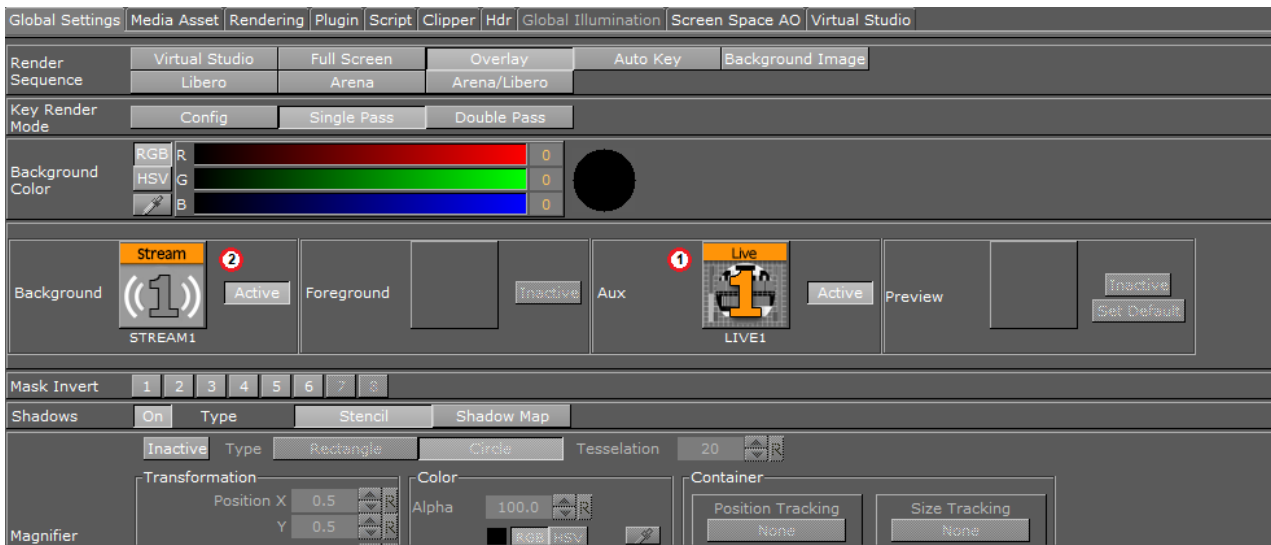 Global Settings Media Asset Rendering Plugin Script Clipper Hdr Global Illumination Screen Space AO Virtual Studio
Render Sequence
Virtual Studio Full Screen Overlay Auto Key Background Image
Libero Arena Arena/Libero
Key Render Mode
Config Single Pass Double Pass
Background Color
RGB R 0
HSV G 0
B 0
Background
Stream
1
STREAM1
2
Active
Foreground
Inactive
Aux
1
Live
1
LIVE1
Active
Preview
Inactive
Set Default
Mask Invert 1 2 3 4 5 6 7 8
Shadows On Type Stencil Shadow Map
Magnifier
Inactive Type Rectangle Circle Tesselation 20 R
Transformation Color Container
Position X 0.5 R Alpha 100.0 R Position Tracking Size Tracking
Y 0.5 R RGB HSV None None